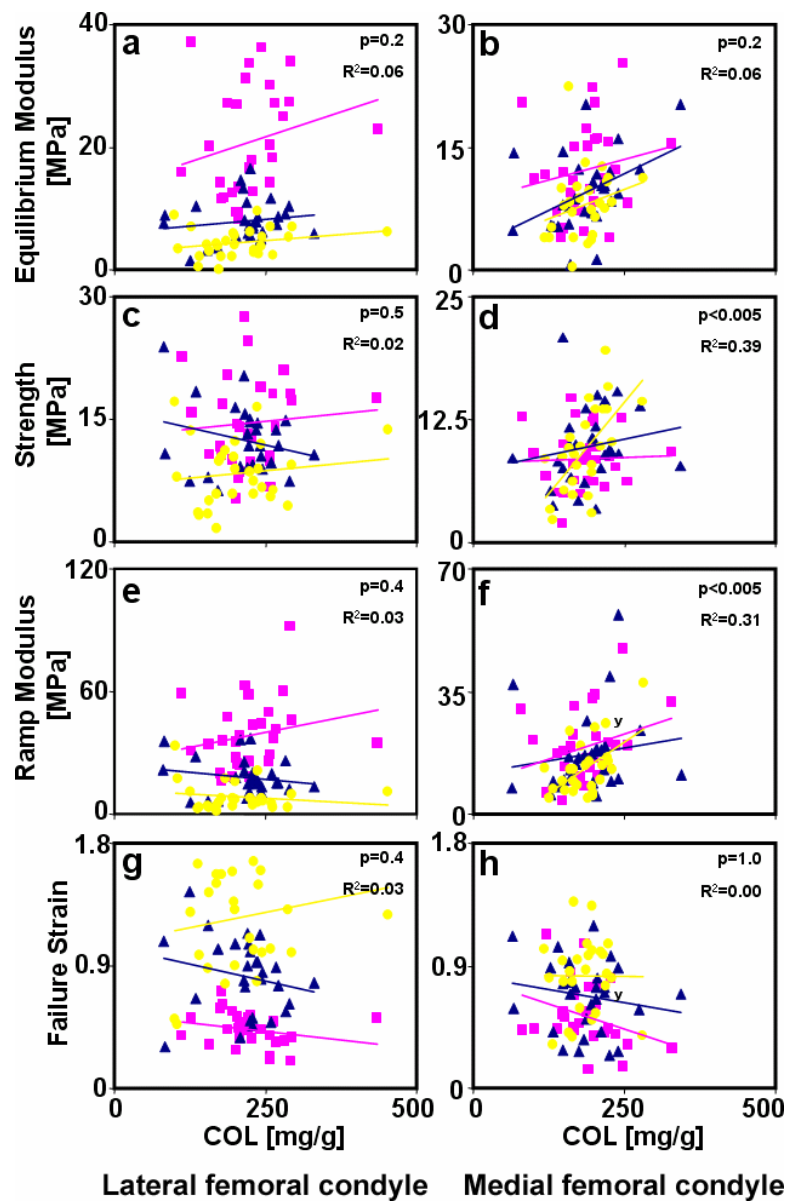 Equilibrium Modulus
[MPa]
40
20
0
a
p=0.2
R²=0.06
30
15
0
b
p=0.2
R²=0.06
Strength
[MPa]
30
15
0
c
p=0.5
R²=0.02
25
12.5
0
d
p<0.005
R²=0.39
Ramp Modulus
[MPa]
120
60
0
e
p=0.4
R²=0.03
70
35
0
f
p<0.005
R²=0.31
y
Failure Strain
1.8
0.9
0
g
p=0.4
R²=0.03
1.8
0.9
0
h
p=1.0
R²=0.00
y
0 250 500
0 250 500
COL [mg/g] COL [mg/g]
Lateral femoral condyle Medial femoral condyle